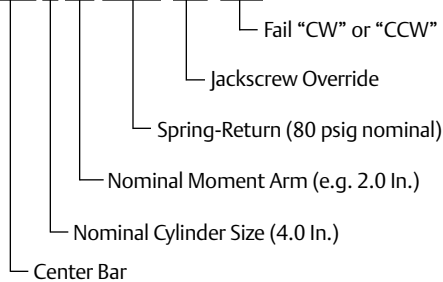 Fail “CW” or “CCW”
Jackscrew Override
Spring-Return (80 psig nominal)
Nominal Moment Arm (e.g. 2.0 In.)
Nominal Cylinder Size (4.0 In.)
Center Bar